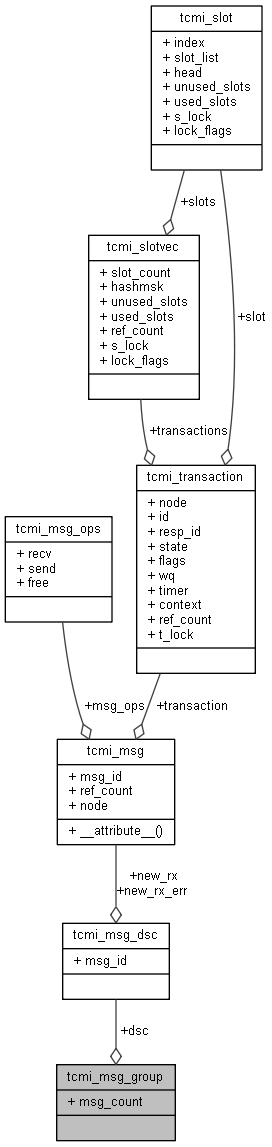 tcmi_slot
+ index
+ slot_list
+ head
+ unused_slots
+ used_slots
+ s_lock
+ lock_flags
+slots
tcmi_slotvec
+ slot_count
+ hashmsk
+ unused_slots
+ used_slots
+ ref_count
+ s_lock
+ lock_flags
+slot
+transactions
tcmi_transaction
+ node
+ id
+ resp_id
+ state
+ flags
+ wq
+ timer
+ context
+ ref_count
+ t_lock
tcmi_msg_ops
+ recv
+ send
+ free
+msg_ops
+transaction
tcmi_msg
+ msg_id
+ ref_count
+ node
+ __attribute__()
+new_rx
+new_rx_err
tcmi_msg_dsc
+ msg_id
+dsc
tcmi_msg_group
+ msg_count